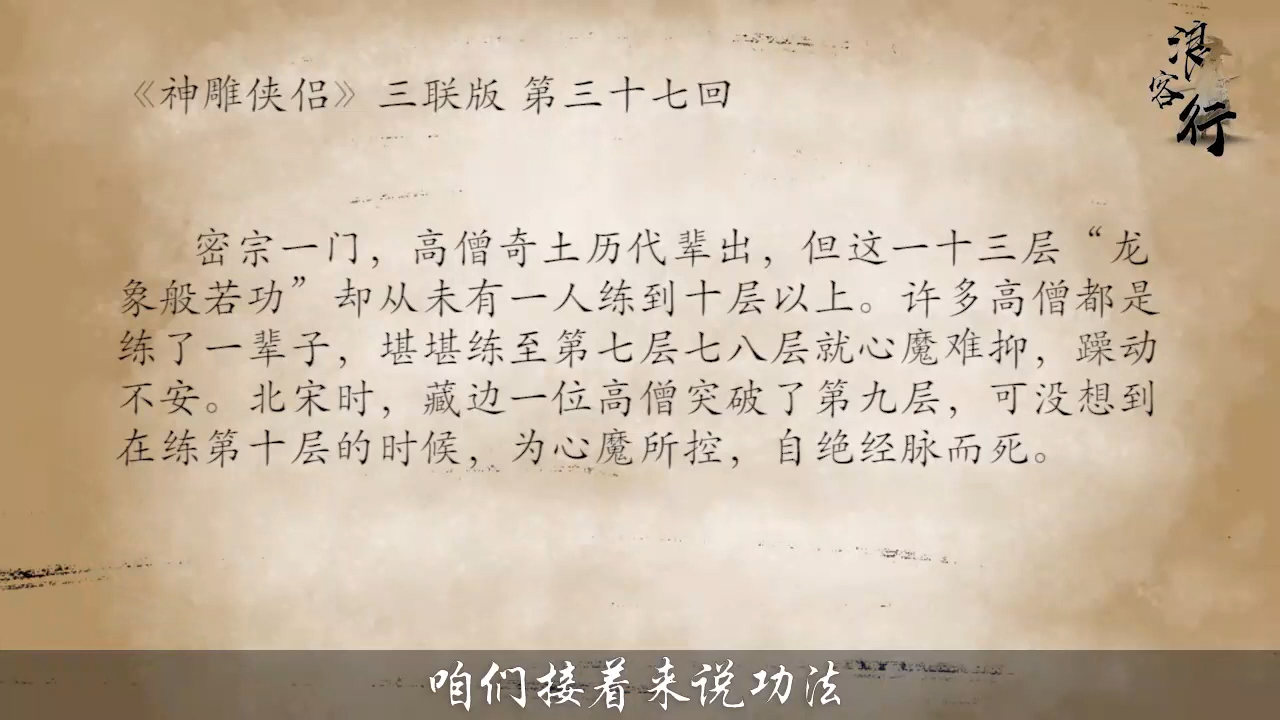 《神雕侠侣》三联版 第三十七回
浪客行
密宗一门，高僧奇士历代辈出，但这一十三层“龙
象般若功”却从未有一人练到十层以上。许多高僧都是
练了一辈子，堪堪练至第七层七八层就心魔难抑，躁动
不安。北宋时，藏边一位高僧突破了第九层，可没想到
在练第十层的时候，为心魔所控，自绝经脉而死。
咱们接着来说功法